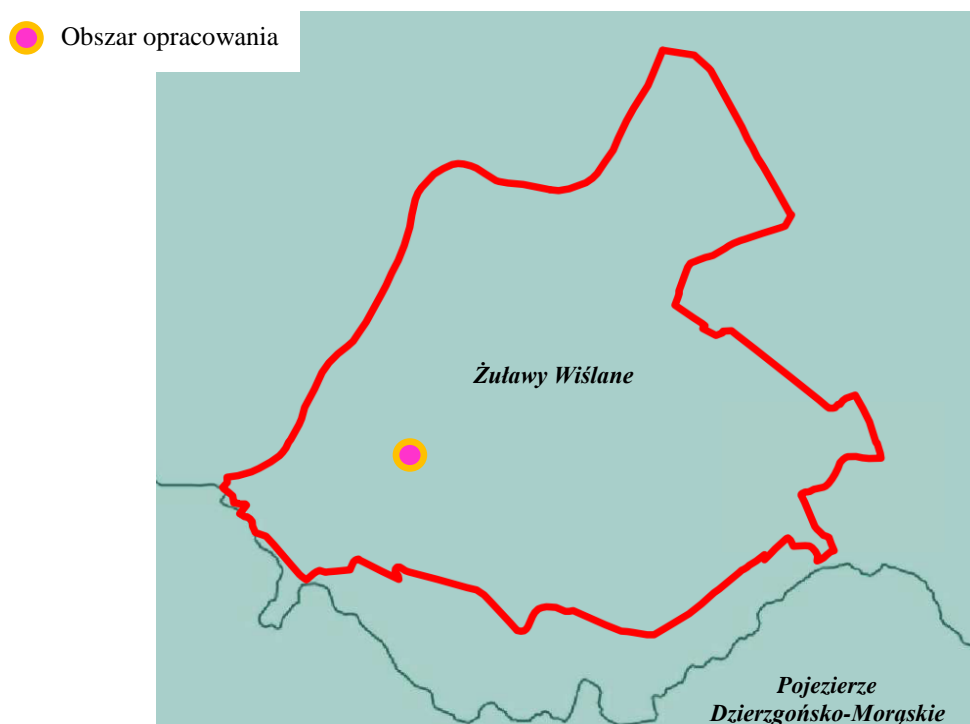 Obszar opracowania
Żuławy Wiślane
Pojezierze
Dzierzgońsko-Morąskie